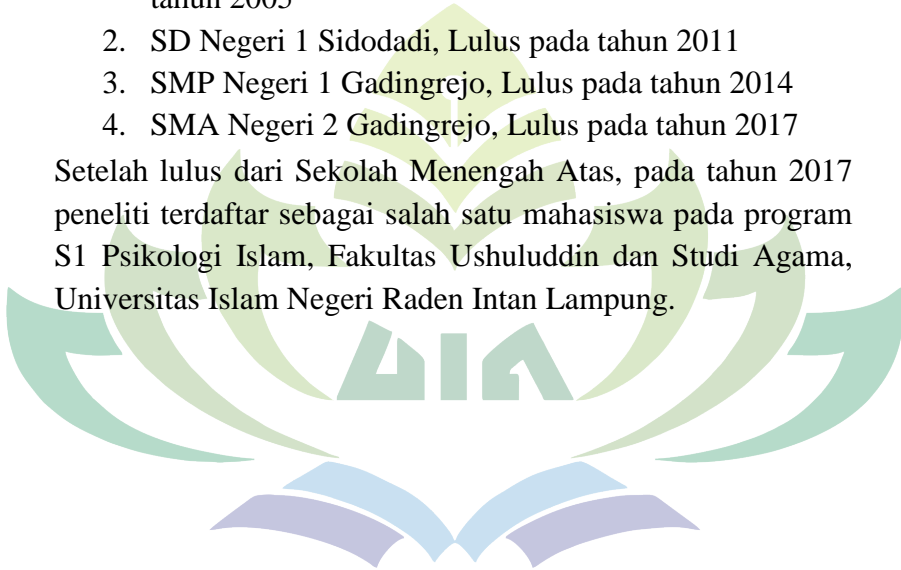 tahun 2005
2. SD Negeri 1 Sidodadi, Lulus pada tahun 2011
3. SMP Negeri 1 Gadingrejo, Lulus pada tahun 2014
4. SMA Negeri 2 Gadingrejo, Lulus pada tahun 2017
Setelah lulus dari Sekolah Menengah Atas, pada tahun 2017
peneliti terdaftar sebagai salah satu mahasiswa pada program
S1 Psikologi Islam, Fakultas Ushuluddin dan Studi Agama,
Universitas Islam Negeri Raden Intan Lampung.
UIN